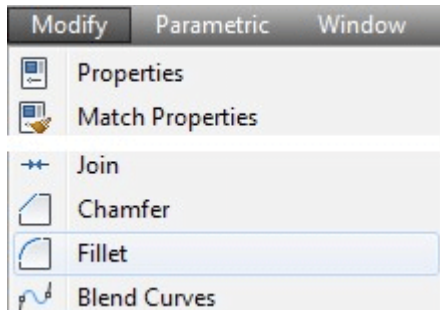 Modify Parametric Window
Properties
Match Properties
Join
Chamfer
Fillet
Blend Curves